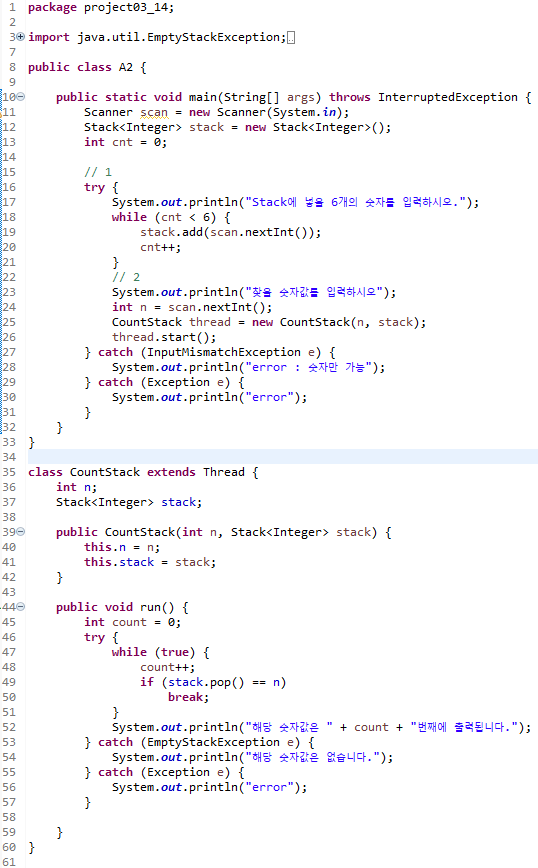 1 package project03_14;
2
3 import java.util.EmptyStackException;
7
8 public class A2 {
9
10 public static void main(String[] args) throws InterruptedException {
11 Scanner scan = new Scanner(System.in);
12 Stack<Integer> stack = new Stack<Integer>();
13 int cnt = 0;
14
15 // 1
16 try {
17 System.out.println("Stack에 넣을 6개의 숫자를 입력하시오.");
18 while (cnt < 6) {
19 stack.add(scan.nextInt());
20 cnt++;
21 }
22 // 2
23 System.out.println("찾을 숫자값를 입력하시오");
24 int n = scan.nextInt();
25 CountStack thread = new CountStack(n, stack);
26 thread.start();
27 } catch (InputMismatchException e) {
28 System.out.println("error : 숫자만 가능");
29 } catch (Exception e) {
30 System.out.println("error");
31 }
32 }
33 }
34
35 class CountStack extends Thread {
36 int n;
37 Stack<Integer> stack;
38
39 public CountStack(int n, Stack<Integer> stack) {
40 this.n = n;
41 this.stack = stack;
42 }
43
44 public void run() {
45 int count = 0;
46 try {
47 while (true) {
48 count++;
49 if (stack.pop() == n)
50 break;
51 }
52 System.out.println("해당 숫자값은 " + count + "번째에 출력됩니다.");
53 } catch (EmptyStackException e) {
54 System.out.println("해당 숫자값은 없습니다.");
55 } catch (Exception e) {
56 System.out.println("error");
57 }
58
59 }
60 }
61